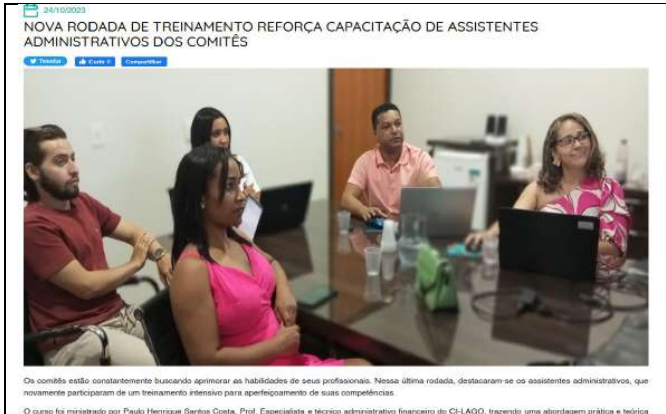 24/10/2023
NOVA RODADA DE TREINAMENTO REFORÇA CAPACITAÇÃO DE ASSISTENTES
ADMINISTRATIVOS DOS COMITÊS
Tweetar Curtir 0 Compartilhar
Os comitês estão constantemente buscando aprimorar as habilidades de seus profissionais. Nessa última rodada, destacaram-se os assistentes administrativos, que
novamente participaram de um treinamento intensivo para aperfeiçoamento de suas competências.
O curso foi ministrado por Paulo Henrique Santos Costa, Prof. Especialista e técnico administrativo financeiro do CI-LAGO, trazendo uma abordagem prática e teórica